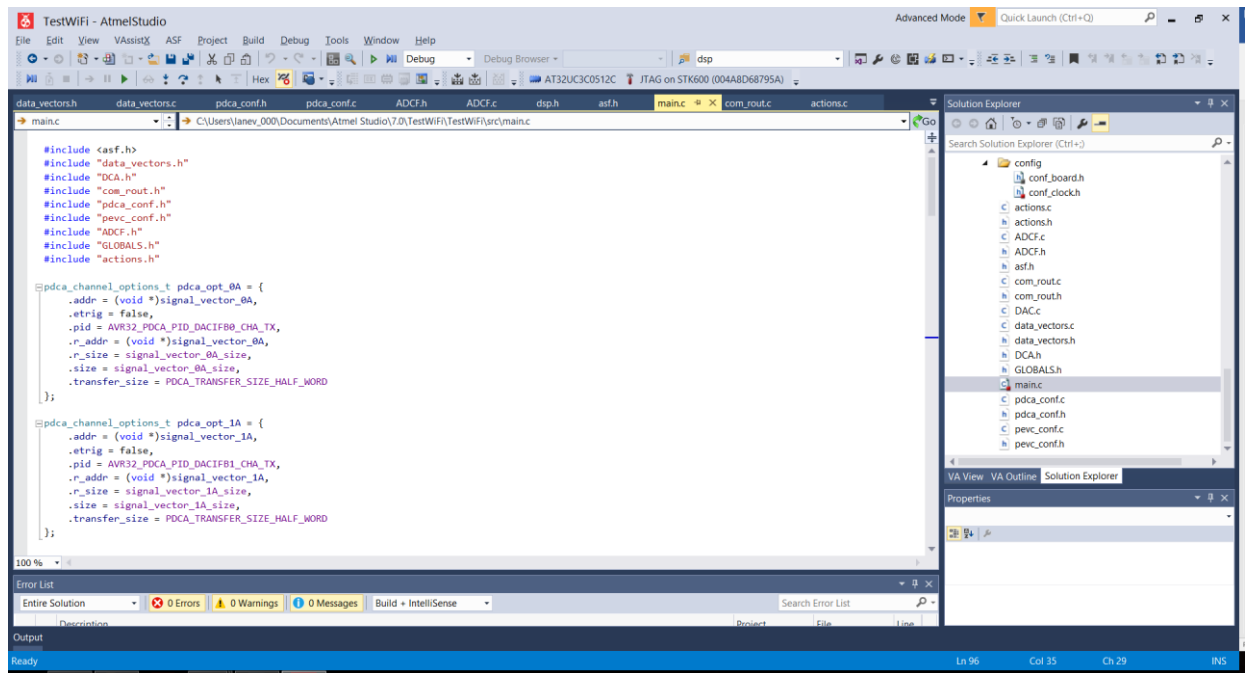 TestWiFi - AtmelStudio
Advanced Mode
Quick Launch (Ctrl+Q)
File Edit View VAssistX ASF Project Build Debug Tools Window Help
Debug
Debug Browser
dsp
Hex
AT32UC3C0512C
JTAG on STK600 (004A8D68795A)
data_vectors.h data_vectors.c pdca_conf.h pdca_conf.c ADCF.h ADCF.c dsp.h asf.h main.c com_rout.c actions.c
main.c
C:\Users\lanev_000\Documents\Atmel Studio\7.0\TestWiFi\TestWiFi\src\main.c
Go
#include <asf.h>
#include "data_vectors.h"
#include "DCA.h"
#include "com_rout.h"
#include "pdca_conf.h"
#include "pevc_conf.h"
#include "ADCF.h"
#include "GLOBALS.h"
#include "actions.h"
pdca_channel_options_t pdca_opt_0A = {
.addr = (void *)signal_vector_0A,
.etrig = false,
.pid = AVR32_PDCA_PID_DACIFB0_CHA_TX,
.r_addr = (void *)signal_vector_0A,
.r_size = signal_vector_0A_size,
.size = signal_vector_0A_size,
.transfer_size = PDCA_TRANSFER_SIZE_HALF_WORD
};
pdca_channel_options_t pdca_opt_1A = {
.addr = (void *)signal_vector_1A,
.etrig = false,
.pid = AVR32_PDCA_PID_DACIFB1_CHA_TX,
.r_addr = (void *)signal_vector_1A,
.r_size = signal_vector_1A_size,
.size = signal_vector_1A_size,
.transfer_size = PDCA_TRANSFER_SIZE_HALF_WORD
};
100 %
Solution Explorer
Search Solution Explorer (Ctrl+;)
config
conf_board.h
conf_clock.h
actions.c
actions.h
ADCF.c
ADCF.h
asf.h
com_rout.c
com_rout.h
DAC.c
data_vectors.c
data_vectors.h
DCA.h
GLOBALS.h
main.c
pdca_conf.c
pdca_conf.h
pevc_conf.c
pevc_conf.h
VA View VA Outline Solution Explorer
Properties
Error List
Entire Solution
0 Errors
0 Warnings
0 Messages
Build + IntelliSense
Search Error List
Description Project File Line
Output
Ready
Ln 96 Col 35 Ch 29 INS